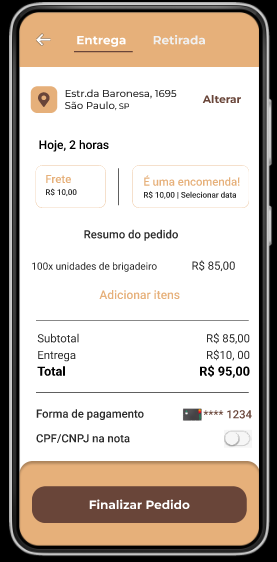 Entrega Retirada
Estr.da Baronesa, 1695
São Paulo, SP
Alterar
Hoje, 2 horas
Frete
R$ 10,00
É uma encomenda!
R$ 10,00 | Selecionar data
Resumo do pedido
100x unidades de brigadeiro R$ 85,00
Adicionar itens
Subtotal R$ 85,00
Entrega R$10, 00
Total R$ 95,00
Forma de pagamento **** 1234
CPF/CNPJ na nota
Finalizar Pedido